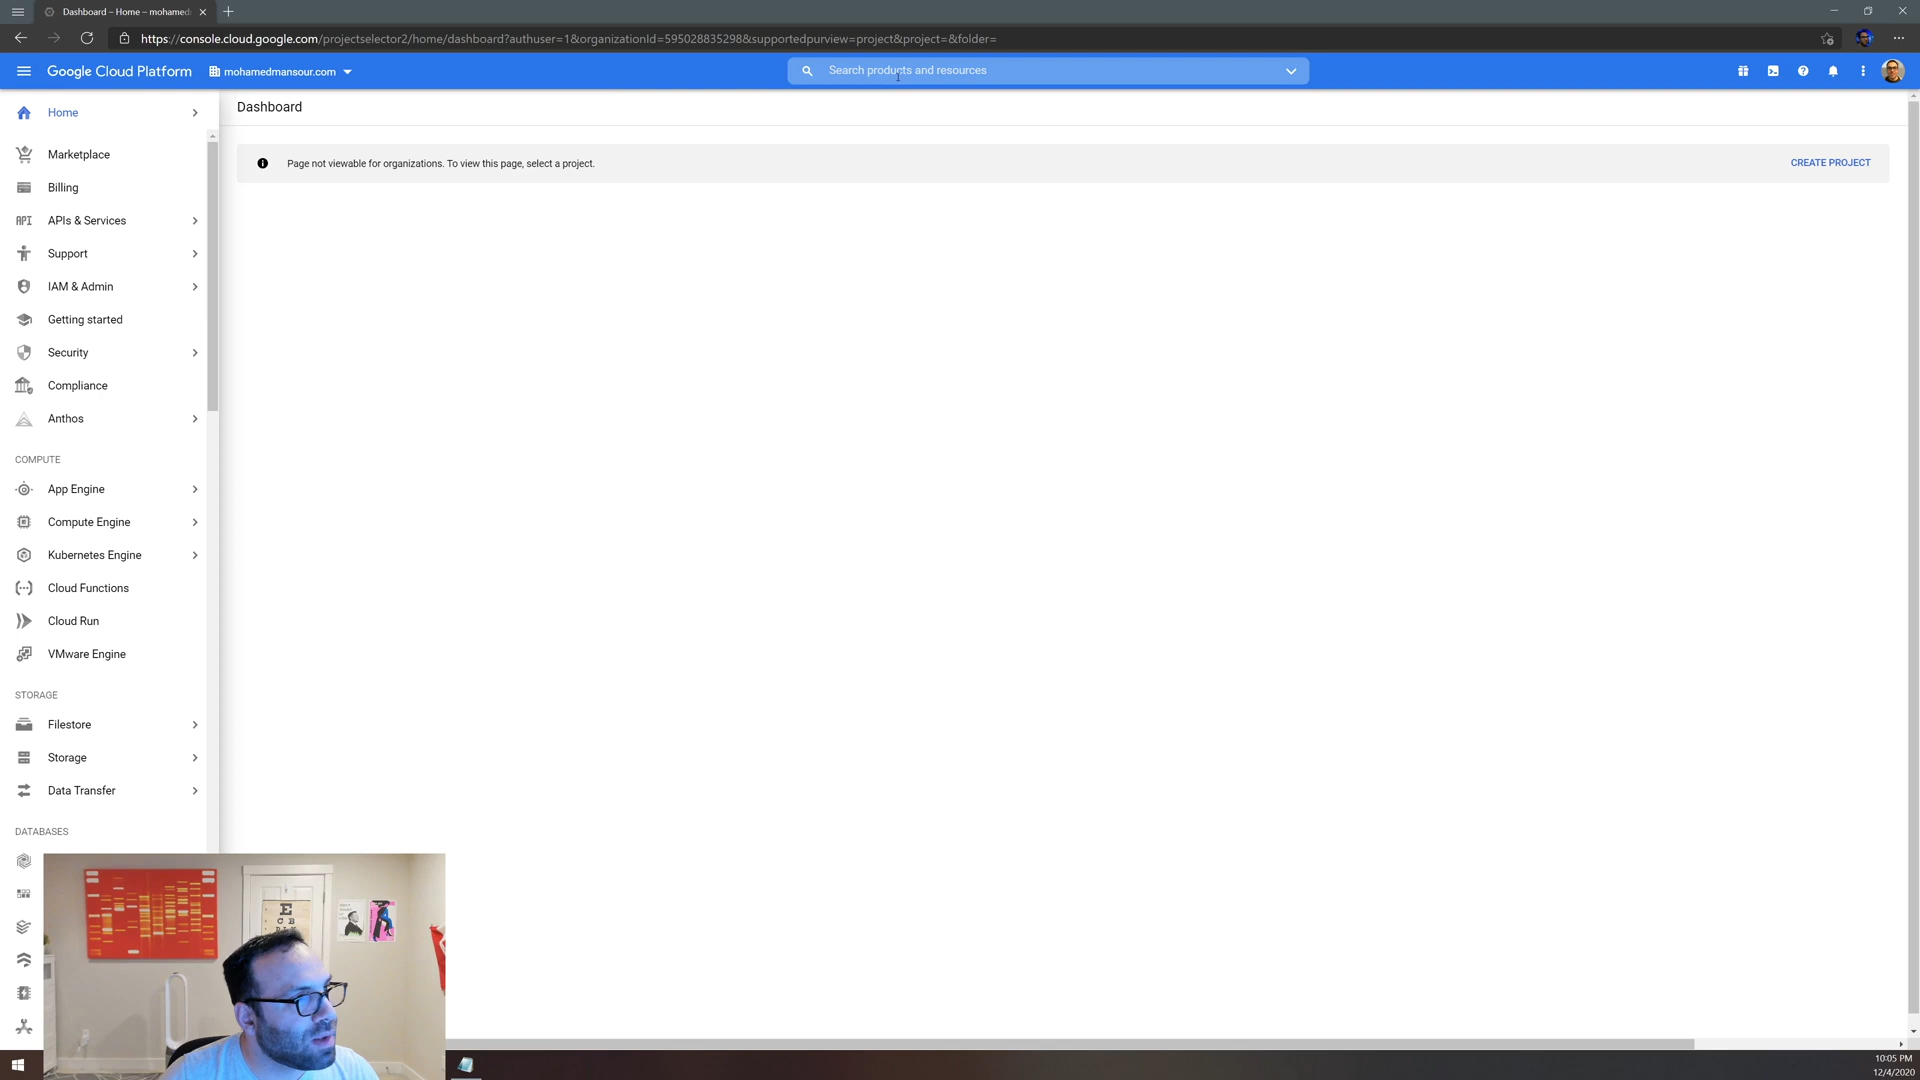 Dashboard – Home – mohamed
https://console.cloud.google.com/projectselector2/home/dashboard?authuser=1&organizationId=595028835298&supportedpurview=project&project=&folder=
Google Cloud Platform
mohamedmansour.com
Search products and resources
Home
Dashboard
Marketplace
Page not viewable for organizations. To view this page, select a project.
CREATE PROJECT
Billing
API
APIs & Services
Support
IAM & Admin
Getting started
Security
Compliance
Anthos
COMPUTE
App Engine
Compute Engine
Kubernetes Engine
Cloud Functions
Cloud Run
VMware Engine
STORAGE
Filestore
Storage
Data Transfer
DATABASES
E
10:05 PM
12/4/2020